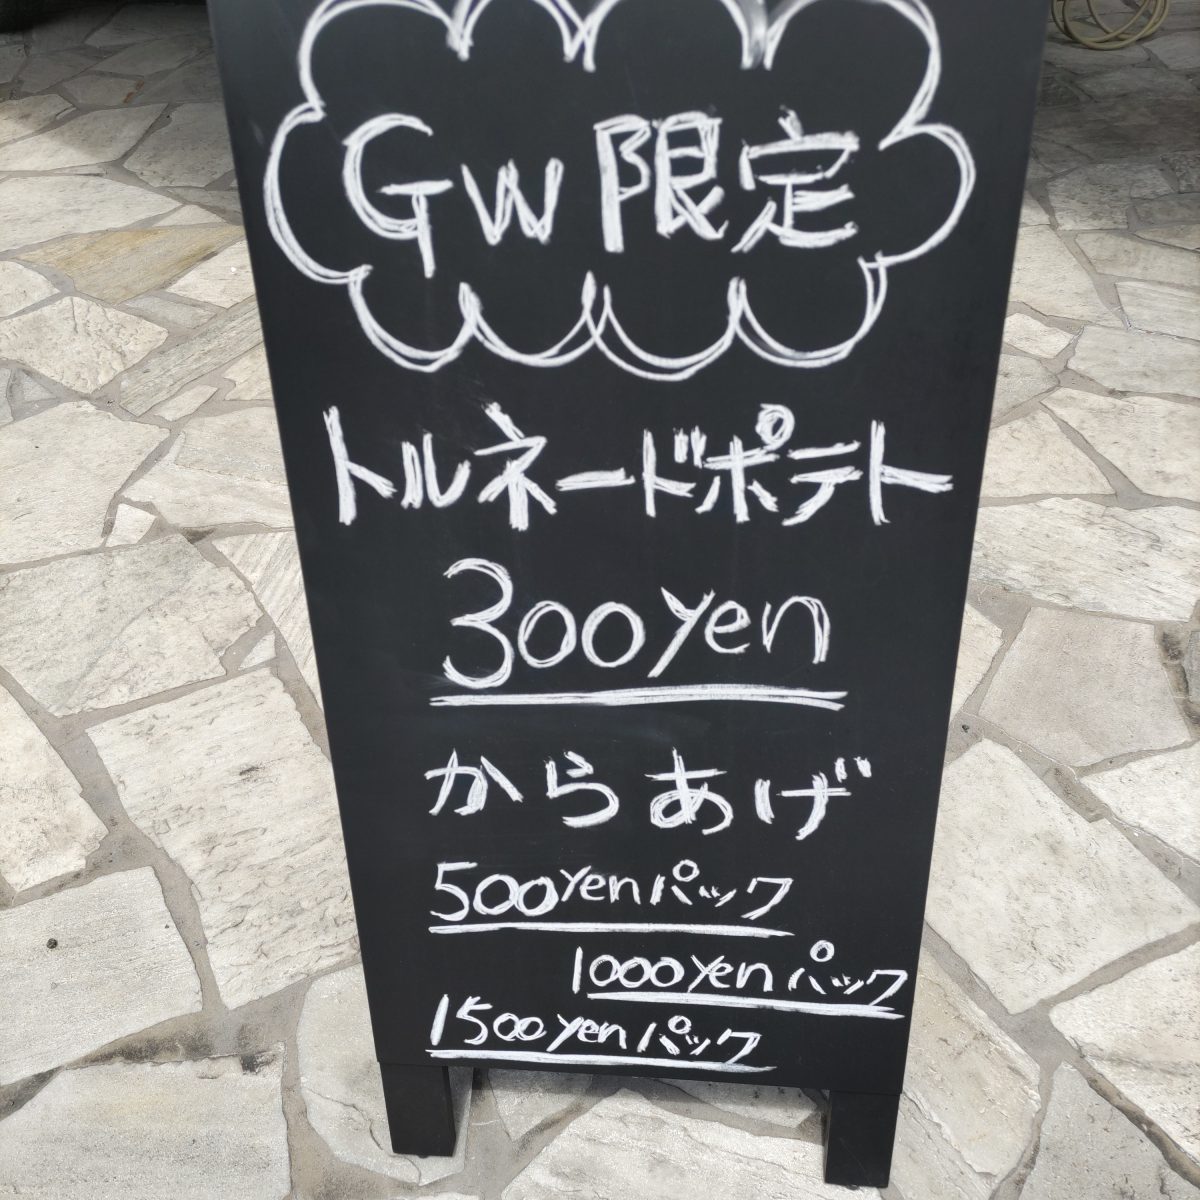 GW限定
トルネードポテト
300yen
からあげ
500yenパック
1000yenパック
1500yenパック